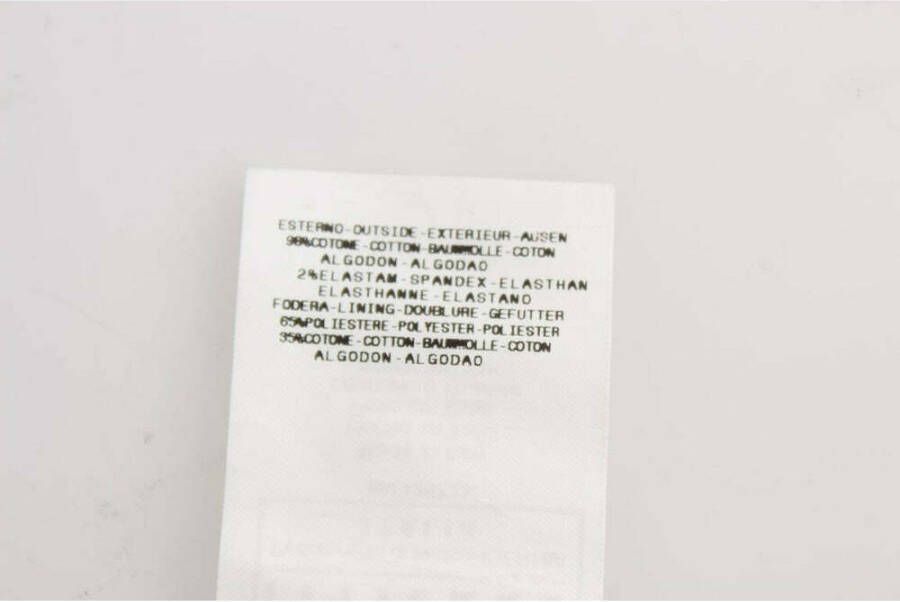 ESTERNO-OUTSIDE-EXTERIEUR-AUSEN
98%COTONE-COTTON-BAUMWOLLE-COTON
ALGODON-ALGODAO
2%ELASTAM-SPANDEX-ELASTHAN
ELASTHANNE-ELASTANO
FODERA-LINING-DOUBLURE-GEFUTTER
65%POLIESTERE-POLYESTER-POLIESTER
35%COTONE-COTTON-BAUMWOLLE-COTON
ALGODON-ALGODAO